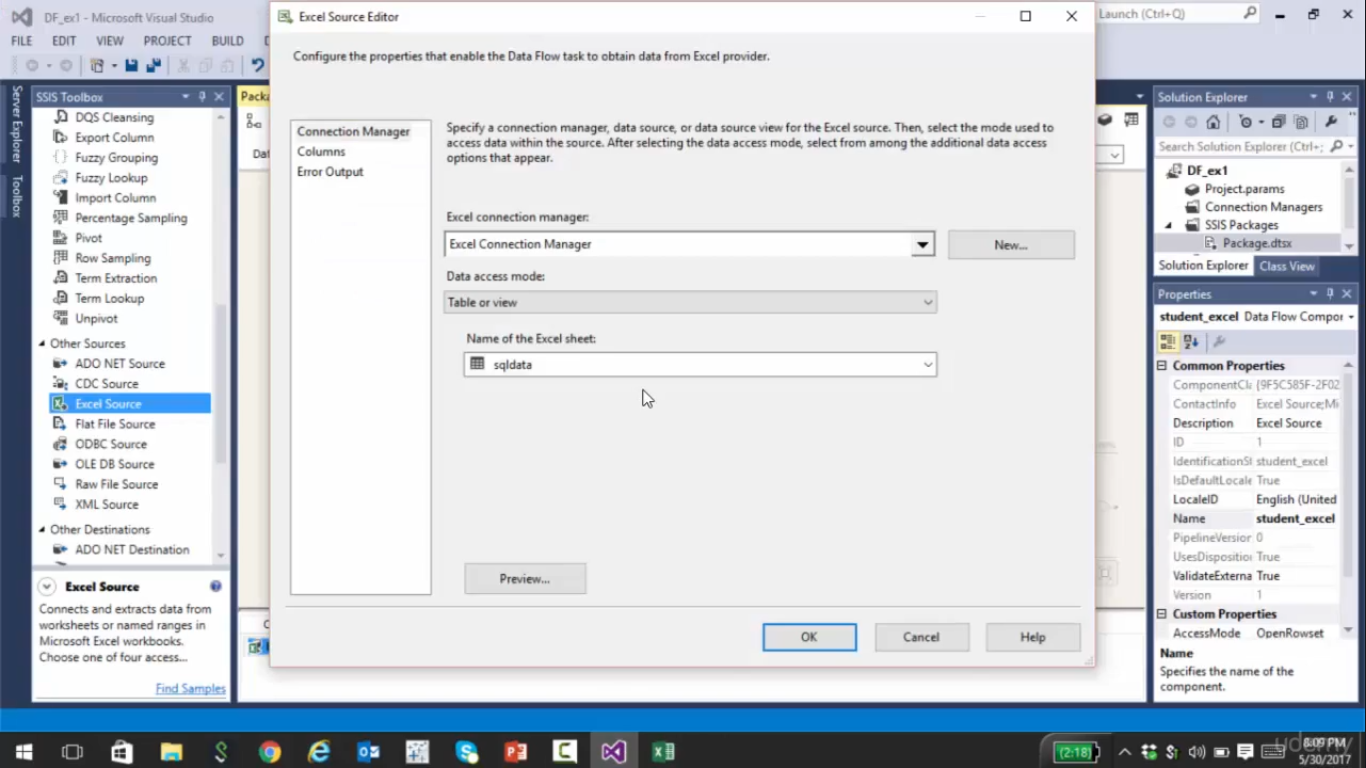 DF_ex1 - Microsoft Visual Studio
Launch (Ctrl+Q)
FILE EDIT VIEW PROJECT BUILD
Server Explorer
Toolbox
SSIS Toolbox
DQS Cleansing
Export Column
Fuzzy Grouping
Fuzzy Lookup
Import Column
Percentage Sampling
Pivot
Row Sampling
Term Extraction
Term Lookup
Unpivot
Other Sources
ADO NET Source
CDC Source
Excel Source
Flat File Source
ODBC Source
OLE DB Source
Raw File Source
XML Source
Other Destinations
ADO NET Destination
Excel Source
Connects and extracts data from
worksheets or named ranges in
Microsoft Excel workbooks.
Choose one of four access...
Find Samples
Packa
Dat
Excel Source Editor
Configure the properties that enable the Data Flow task to obtain data from Excel provider.
Connection Manager
Columns
Error Output
Specify a connection manager, data source, or data source view for the Excel source. Then, select the mode used to
access data within the source. After selecting the data access mode, select from among the additional data access
options that appear.
Excel connection manager:
Excel Connection Manager
New...
Data access mode:
Table or view
Name of the Excel sheet:
sqldata
Preview...
OK Cancel Help
Solution Explorer
Search Solution Explorer (Ctrl+;
DF_ex1
Project.params
Connection Managers
SSIS Packages
Package.dtsx
Solution Explorer Class View
Properties
student_excel Data Flow Compor
Common Properties
ComponentCla {9F5C585F-2F02
ContactInfo Excel Source;Mi
Description Excel Source
ID 1
IdentificationSt student_excel
IsDefaultLocale True
LocaleID English (United
Name student_excel
PipelineVersior 0
UsesDispositio True
ValidateExterna True
Version 1
Custom Properties
AccessMode OpenRowset
Name
Specifies the name of the
component.
(2:18)
8:09 PM
5/30/2017
udemy